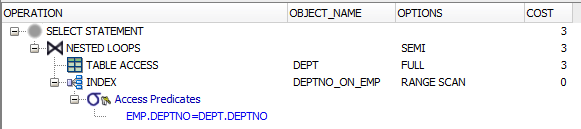 OPERATION OBJECT_NAME OPTIONS COST
SELECT STATEMENT 3
NESTED LOOPS SEMI 3
TABLE ACCESS DEPT FULL 3
INDEX DEPTNO_ON_EMP RANGE SCAN 0
Access Predicates
EMP.DEPTNO=DEPT.DEPTNO